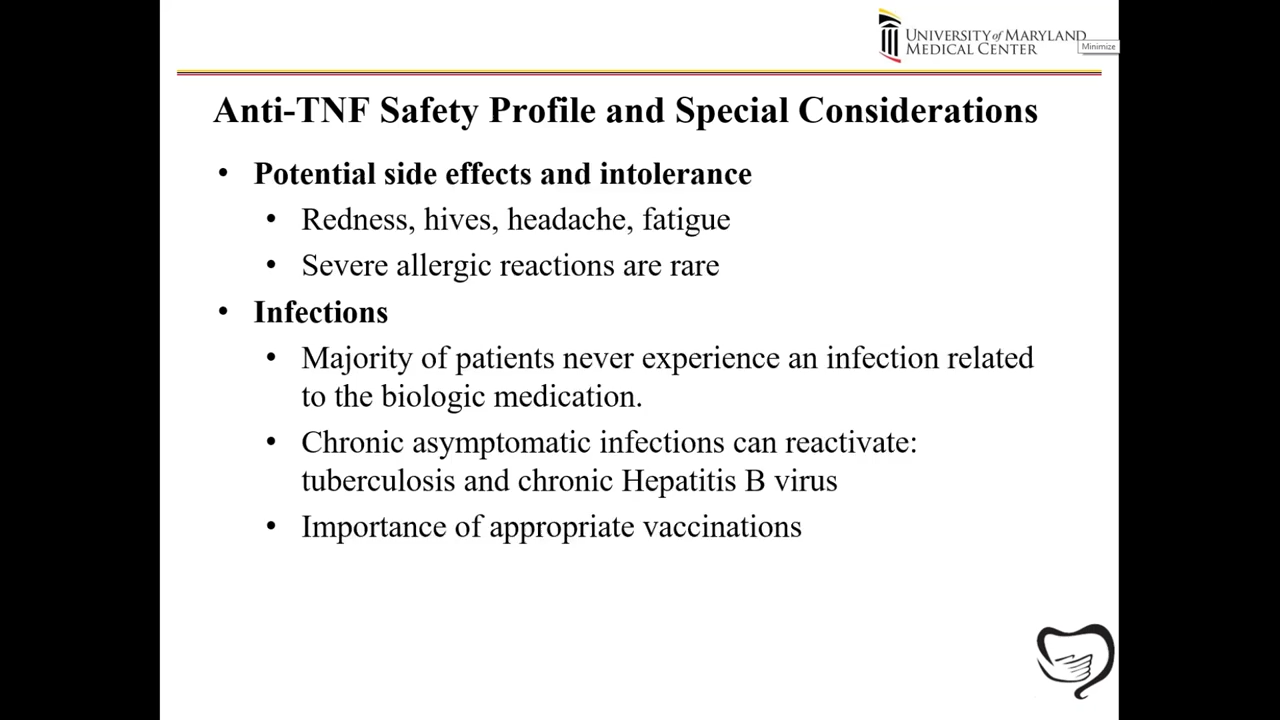 UNIVERSITY of MARYLAND
MEDICAL CENTER
Minimize
Anti-TNF Safety Profile and Special Considerations
• Potential side effects and intolerance
• Redness, hives, headache, fatigue
• Severe allergic reactions are rare
• Infections
• Majority of patients never experience an infection related
to the biologic medication.
• Chronic asymptomatic infections can reactivate:
tuberculosis and chronic Hepatitis B virus
• Importance of appropriate vaccinations